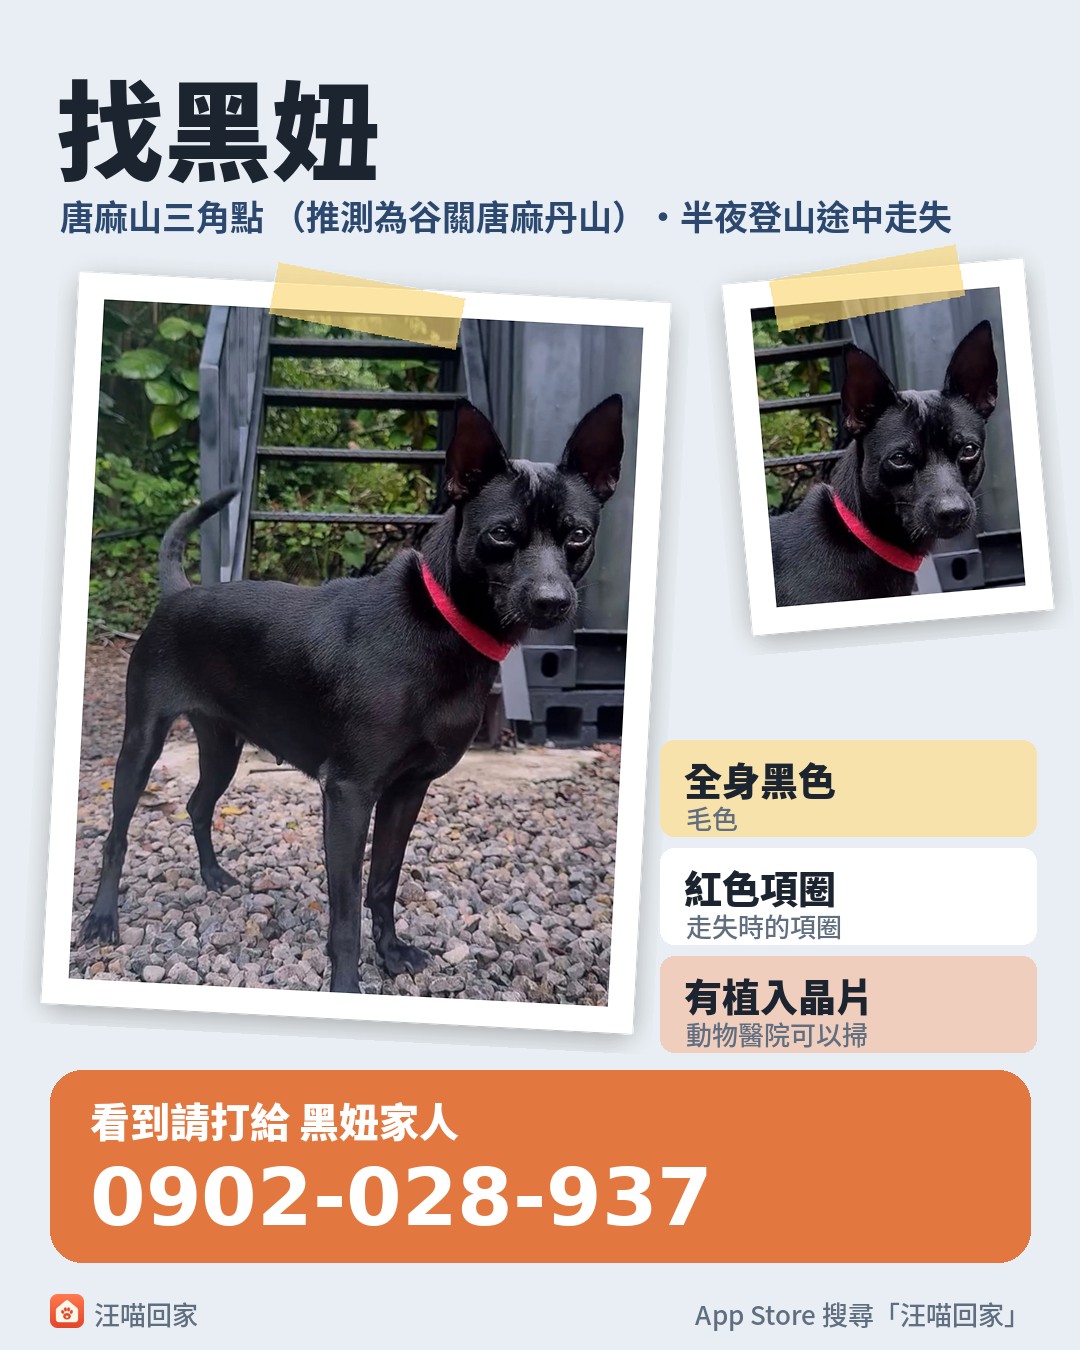 找黑妞
唐麻山三角點 （推測為谷關唐麻丹山）・半夜登山途中走失
全身黑色
毛色
紅色項圈
走失時的項圈
有植入晶片
動物醫院可以掃
看到請打給 黑妞家人
0902-028-937
汪喵回家
App Store 搜尋「汪喵回家」